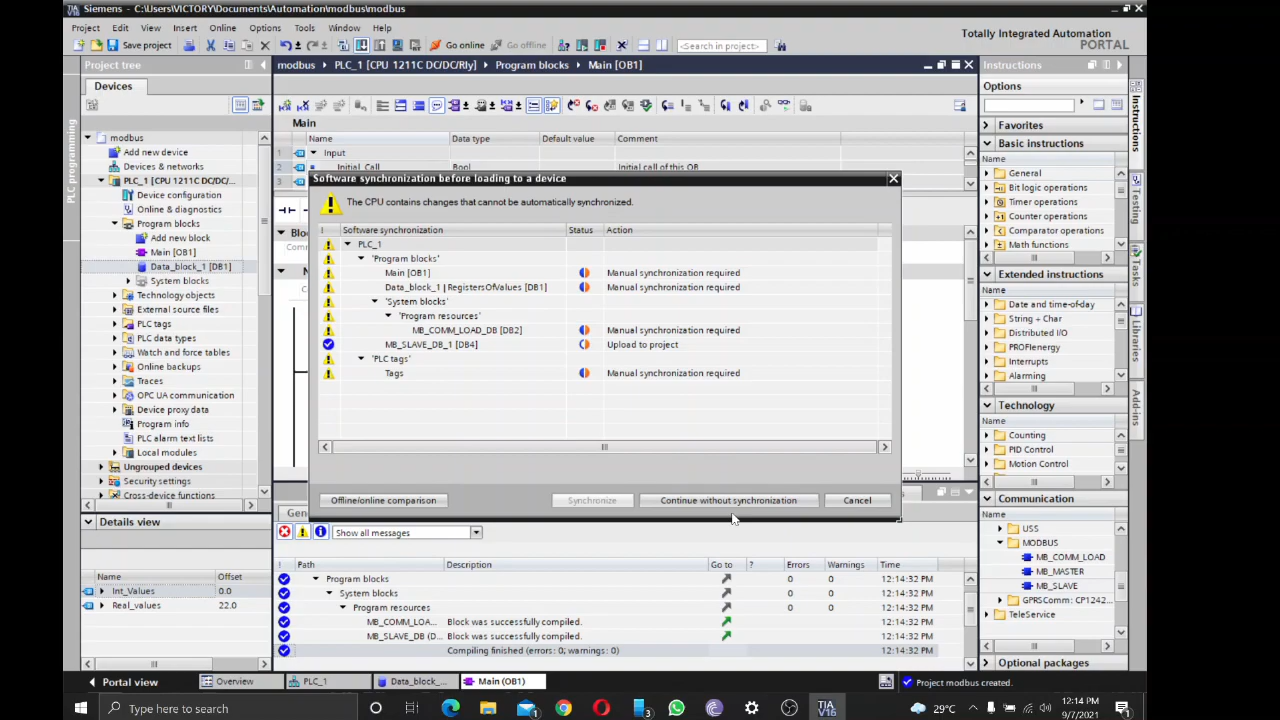 Siemens - C:\Users\VICTORY\Documents\Automation\modbus\modbus
Project Edit View Insert Online Options Tools Window Help
Totally Integrated Automation
PORTAL
Save project
Go online
Go offline
<Search in project>
Project tree
modbus
PLC_1 [CPU 1211C DC/DC/Rly]
Program blocks
Main [OB1]
Instructions
Devices
Options
PLC programming
Main
Name Data type Default value Comment
1 Input
2 Initial_Call Bool Initial call of this OB
3
modbus
Add new device
Devices & networks
PLC_1 [CPU 1211C DC/DC/...
Device configuration
Online & diagnostics
Program blocks
Add new block
Main [OB1]
Data_block_1 [DB1]
System blocks
Technology objects
External source files
PLC tags
PLC data types
Watch and force tables
Online backups
Traces
OPC UA communication
Device proxy data
Program info
PLC alarm text lists
Local modules
Ungrouped devices
Security settings
Cross-device functions
Details view
Name Offset
Int_Values 0.0
Real_values 22.0
Software synchronization before loading to a device
The CPU contains changes that cannot be automatically synchronized.
! Software synchronization Status Action
PLC_1
'Program blocks'
Main [OB1] Manual synchronization required
Data_block_1 | RegistersOfValues [DB1] Manual synchronization required
'System blocks'
'Program resources'
MB_COMM_LOAD_DB [DB2] Manual synchronization required
MB_SLAVE_DB_1 [DB4] Upload to project
'PLC tags'
Tags Manual synchronization required
Offline/online comparison
Synchronize
Continue without synchronization
Cancel
Show all messages
! Path Description Go to ? Errors Warnings Time
Program blocks 0 0 12:14:32 PM
System blocks 0 0 12:14:32 PM
Program resources 0 0 12:14:32 PM
MB_COMM_LOA... Block was successfully compiled. 12:14:32 PM
MB_SLAVE_DB (D... Block was successfully compiled. 12:14:32 PM
Compiling finished (errors: 0; warnings: 0) 12:14:32 PM
Favorites
Basic instructions
Name
General
Bit logic operations
Timer operations
Counter operations
Comparator operations
Math functions
Extended instructions
Name
Date and time-of-day
String + Char
Distributed I/O
PROFIenergy
Interrupts
Alarming
Technology
Name
Counting
PID Control
Motion Control
Communication
Name
USS
MODBUS
MB_COMM_LOAD
MB_MASTER
MB_SLAVE
GPRSComm: CP1242...
TeleService
Optional packages
Instructions
Testing
Tasks
Libraries
Add-ins
Portal view
Overview
PLC_1
Data_block_...
Main (OB1)
Project modbus created.
Type here to search
TIA
V16
29°C
12:14 PM
9/7/2021
1